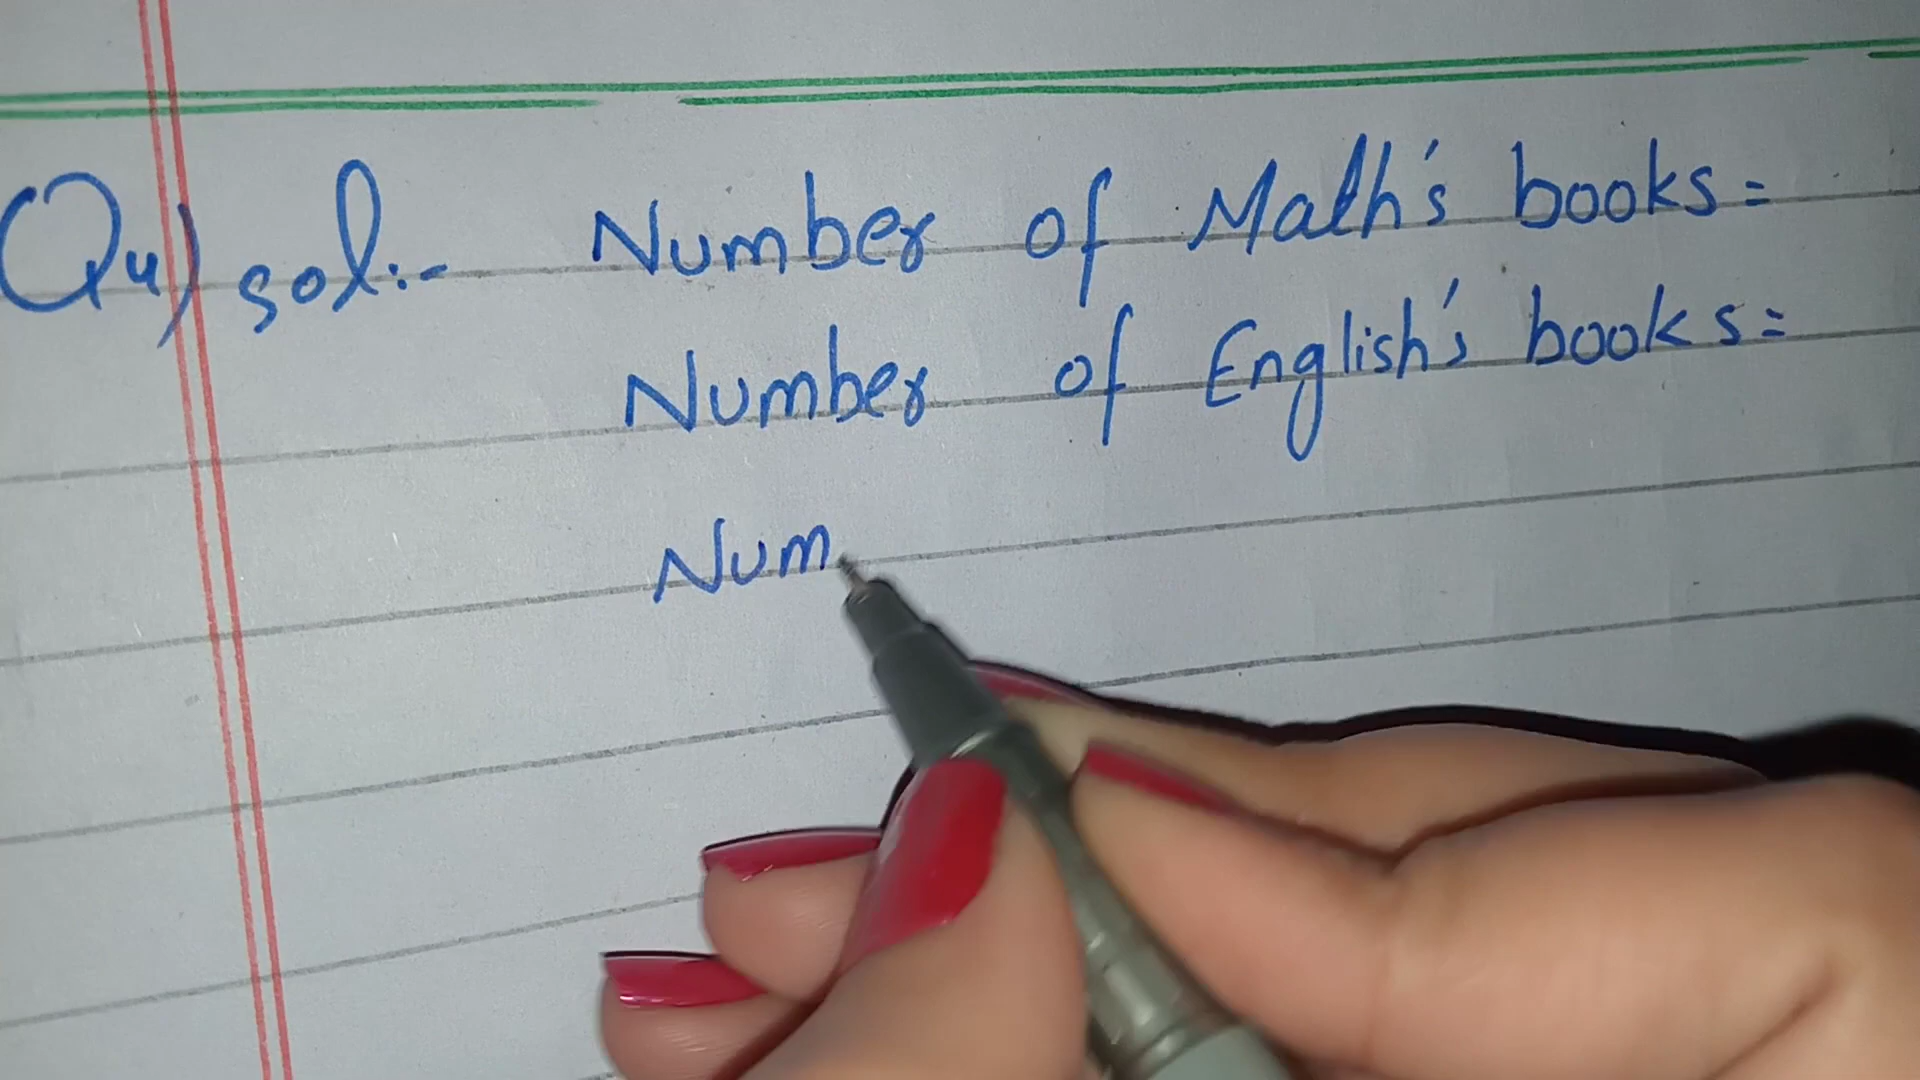 Q4) sol:- Number of Math's books=
Number of English's books=
Num